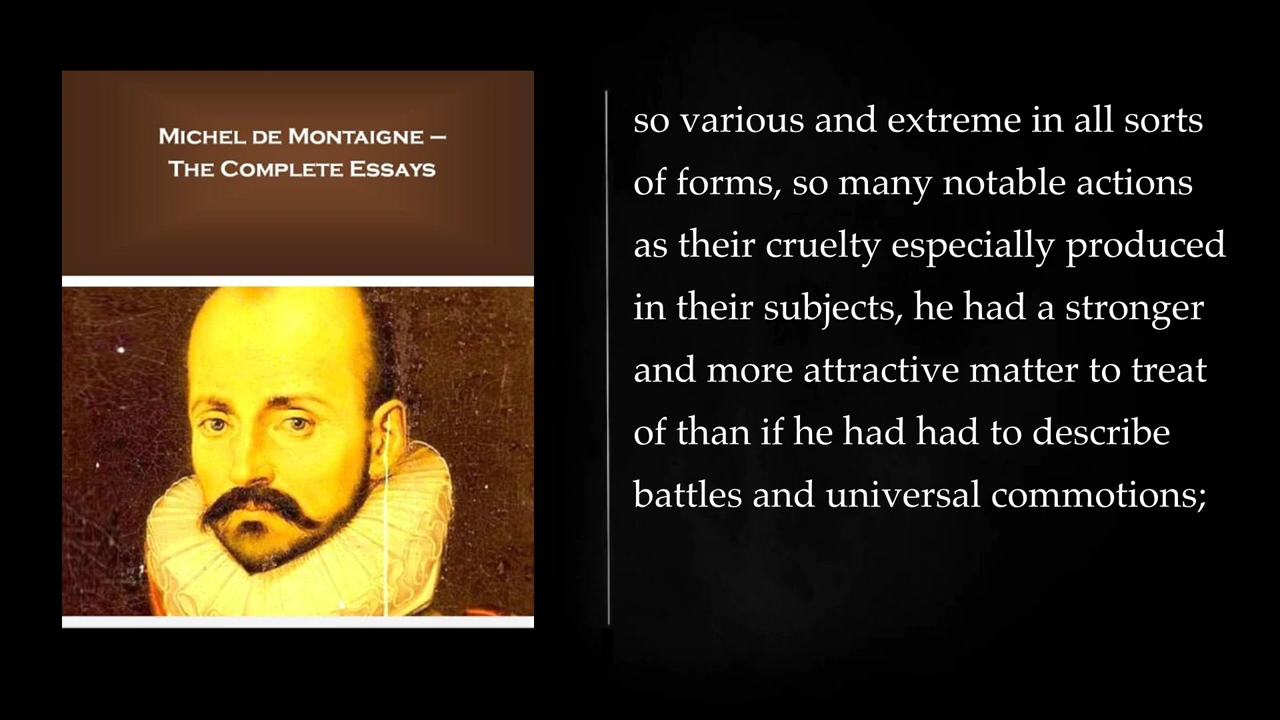 Michel de Montaigne –
The Complete Essays
so various and extreme in all sorts
of forms, so many notable actions
as their cruelty especially produced
in their subjects, he had a stronger
and more attractive matter to treat
of than if he had had to describe
battles and universal commotions;